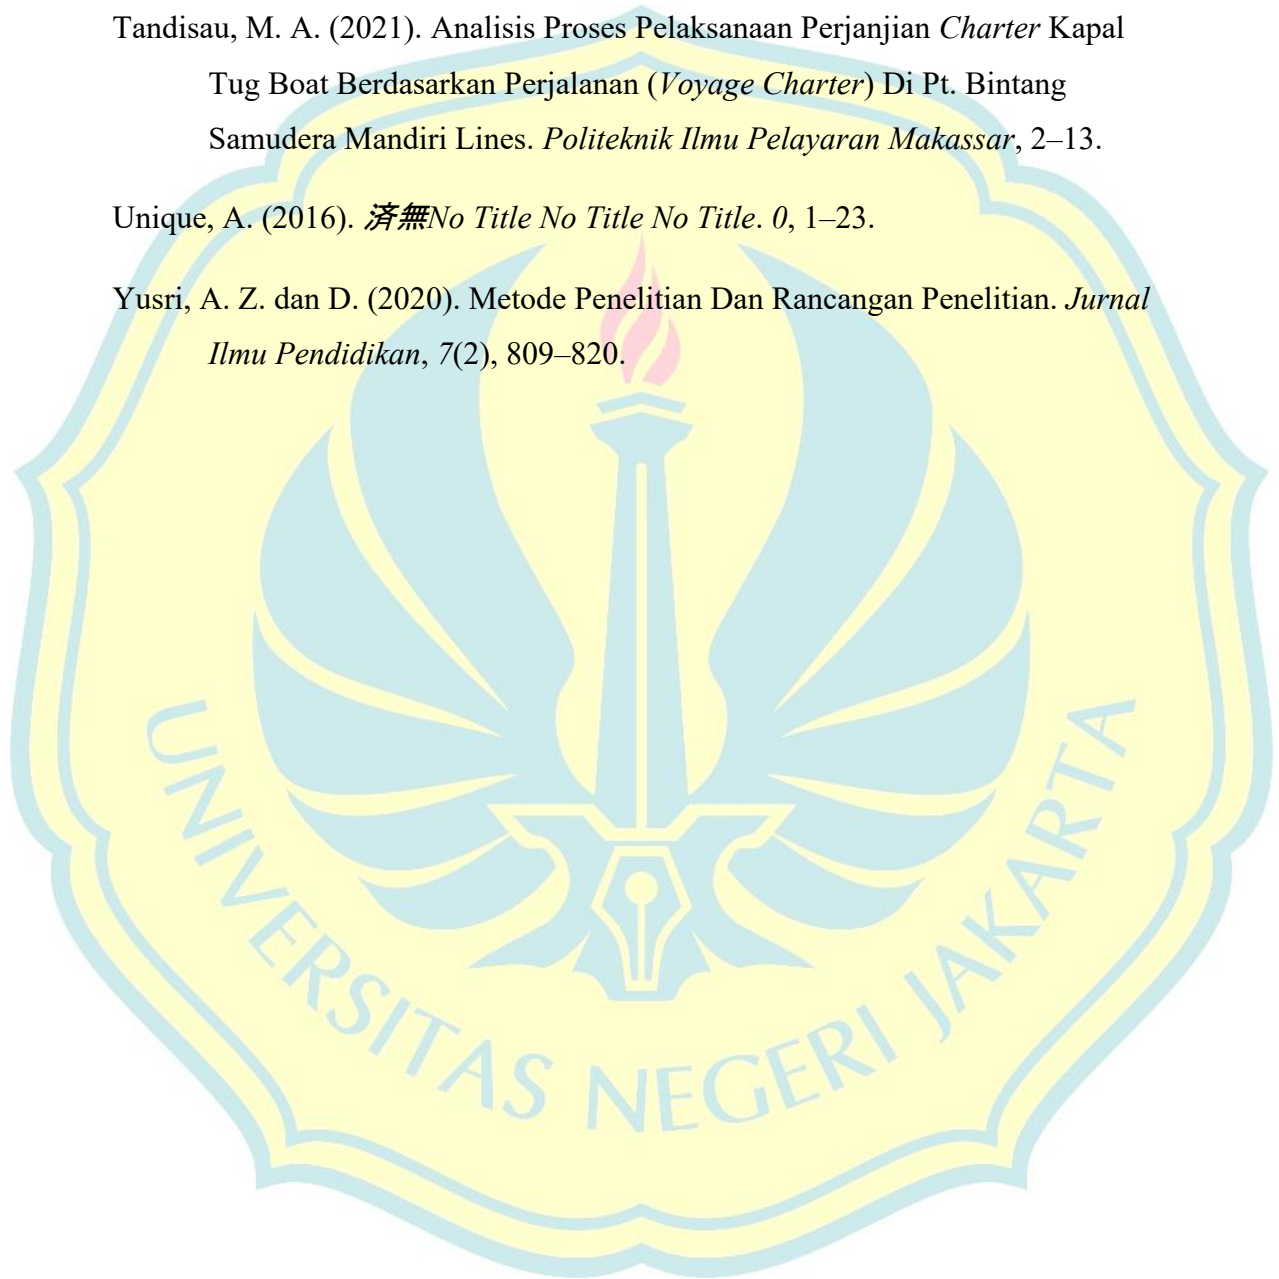 Tandisau, M. A. (2021). Analisis Proses Pelaksanaan Perjanjian Charter Kapal
Tug Boat Berdasarkan Perjalanan (Voyage Charter) Di Pt. Bintang
Samudera Mandiri Lines. Politeknik Ilmu Pelayaran Makassar, 2–13.
Unique, A. (2016). 済無No Title No Title No Title. 0, 1–23.
Yusri, A. Z. dan D. (2020). Metode Penelitian Dan Rancangan Penelitian. Jurnal
Ilmu Pendidikan, 7(2), 809–820.
UNIVERSITAS NEGERI JAKARTA